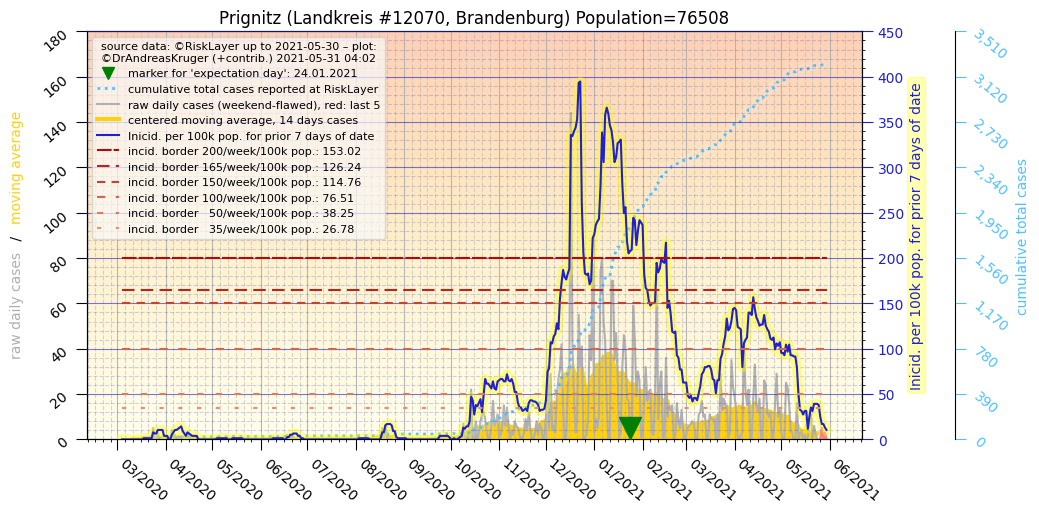 Prignitz (Landkreis #12070, Brandenburg) Population=76508
source data: ©RiskLayer up to 2021-05-30 – plot:
©DrAndreasKruger (+contrib.) 2021-05-31 04:02
marker for 'expectation day': 24.01.2021
cumulative total cases reported at RiskLayer
raw daily cases (weekend-flawed), red: last 5
centered moving average, 14 days cases
Inicid. per 100k pop. for prior 7 days of date
incid. border 200/week/100k pop.: 153.02
incid. border 165/week/100k pop.: 126.24
incid. border 150/week/100k pop.: 114.76
incid. border 100/week/100k pop.: 76.51
incid. border 50/week/100k pop.: 38.25
incid. border 35/week/100k pop.: 26.78
raw daily cases / moving average
180
160
140
120
100
80
60
40
20
0
03/2020
04/2020
05/2020
06/2020
07/2020
08/2020
09/2020
10/2020
11/2020
12/2020
01/2021
02/2021
03/2021
04/2021
05/2021
06/2021
450
400
350
300
250
200
150
100
50
0
Inicid. per 100k pop. for prior 7 days of date
3,510
3,120
2,730
2,340
1,950
1,560
1,170
780
390
0
cumulative total cases